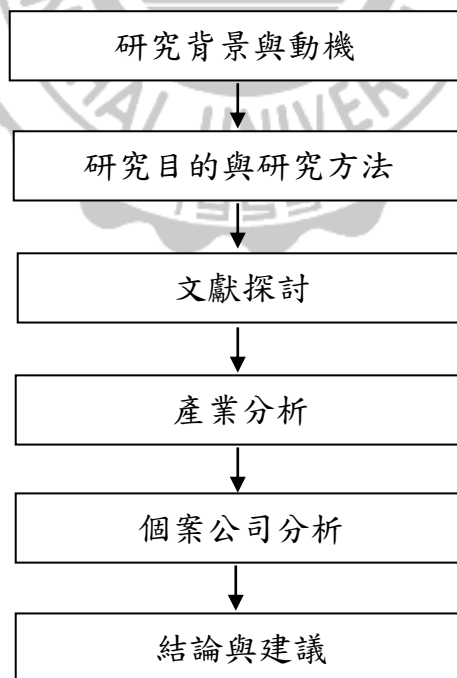 研究背景與動機
研究目的與研究方法
文獻探討
產業分析
個案公司分析
結論與建議